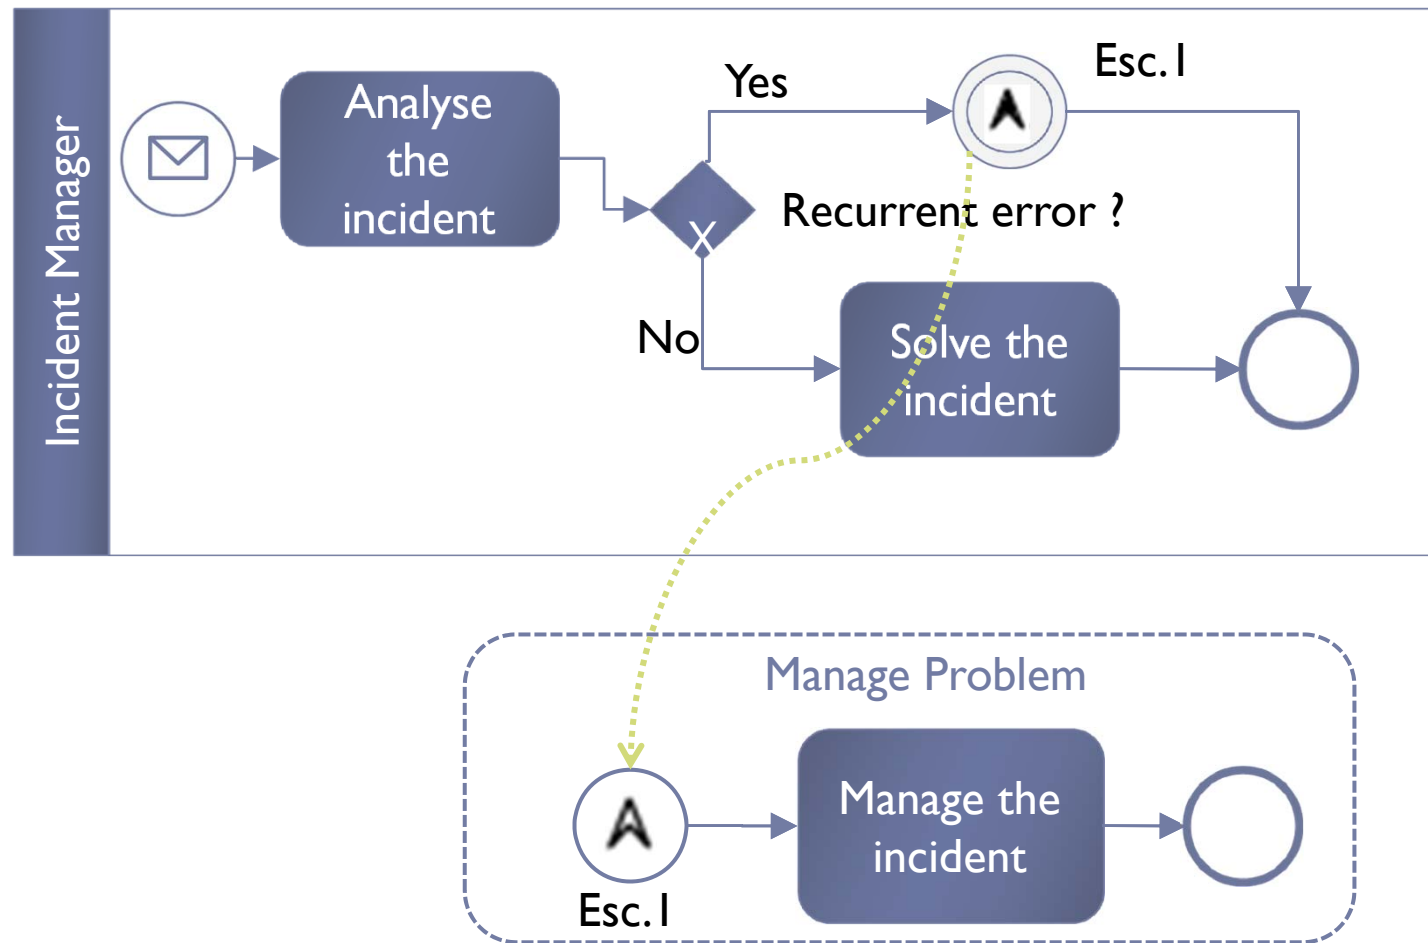 Incident Manager
Analyse
the
incident
Yes
Esc.1
X
Recurrent error ?
No
Solve the
incident
Manage Problem
Manage the
incident
Esc.1